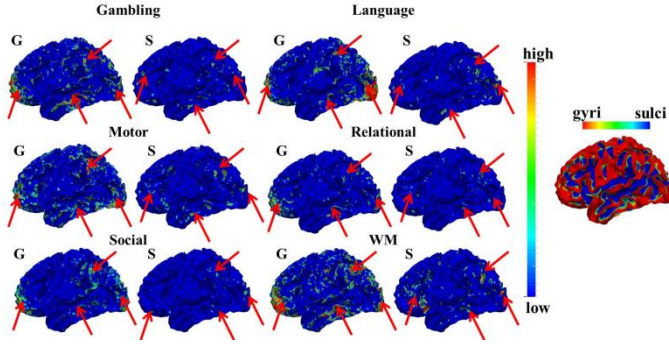 Gambling Language
G S G S
high
gyri sulci
Motor Relational
G S G S
Social WM
G S G S
low